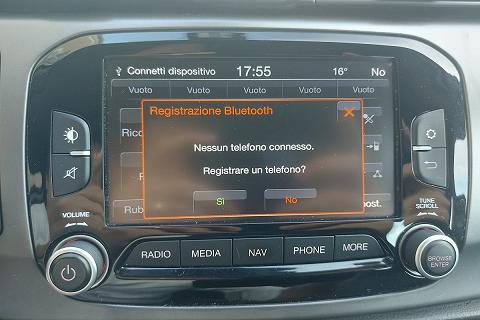 Connetti dispositivo 17:55 16° No
Vuoto Vuoto Vuoto Vuoto Vuoto
Registrazione Bluetooth
Nessun telefono connesso.
Registrare un telefono?
Si No
VOLUME
TUNE
SCROLL
RADIO MEDIA NAV PHONE MORE
BROWSE
ENTER